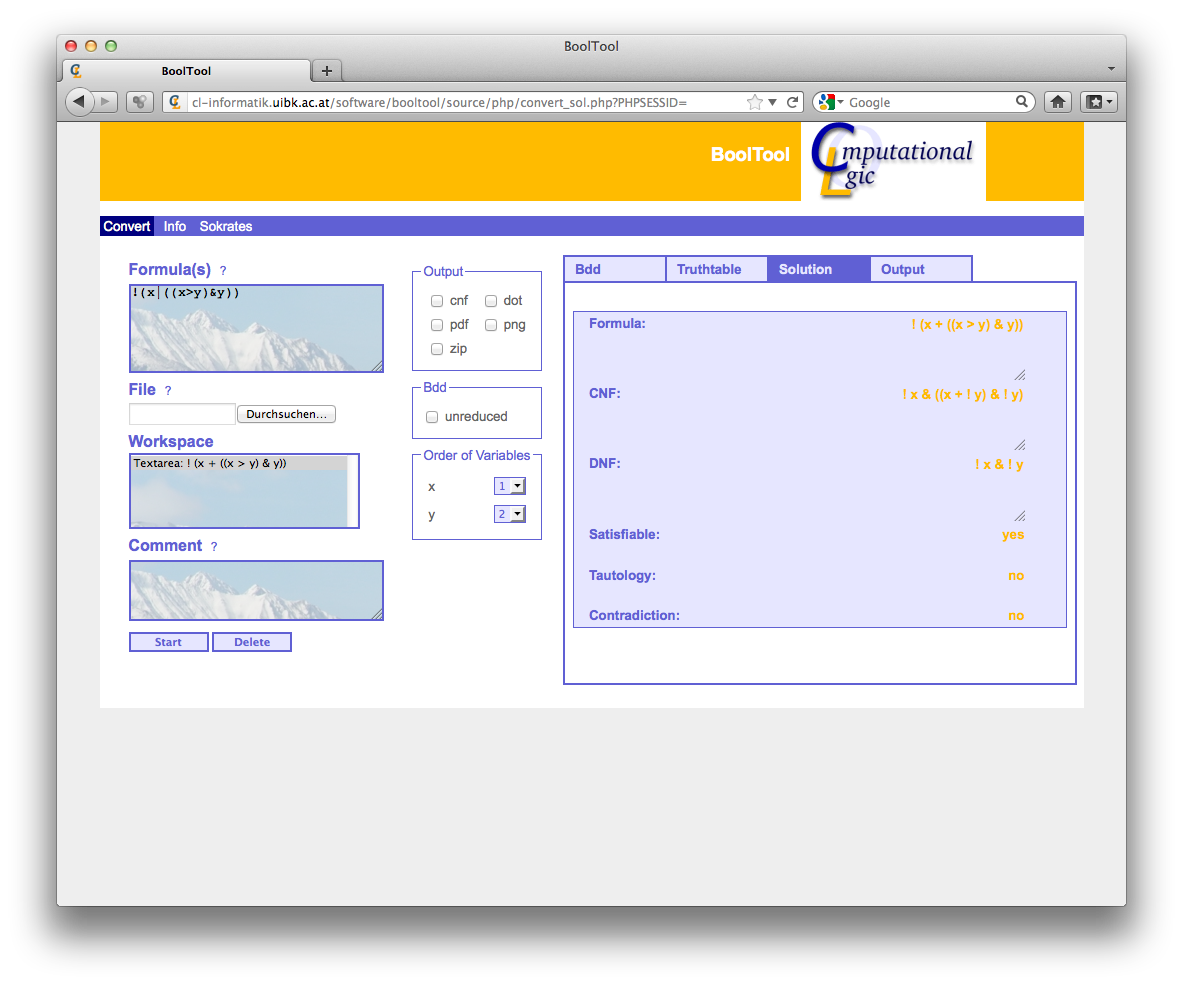 BoolTool
BoolTool
cl-informatik.uibk.ac.at/software/booltool/source/php/convert_sol.php?PHPSESSID=
Google
BoolTool
Computational
Logic
Convert Info Sokrates
Formula(s) ?
!(x|((x>y)&y))
File ?
Durchsuchen...
Workspace
Textarea: ! (x + ((x > y) & y))
Comment ?
Start Delete
Output
cnf dot
pdf png
zip
Bdd
unreduced
Order of Variables
x 1
y 2
Bdd Truthtable Solution Output
Formula: ! (x + ((x > y) & y))
CNF: ! x & ((x + ! y) & ! y)
DNF: ! x & ! y
Satisfiable: yes
Tautology: no
Contradiction: no